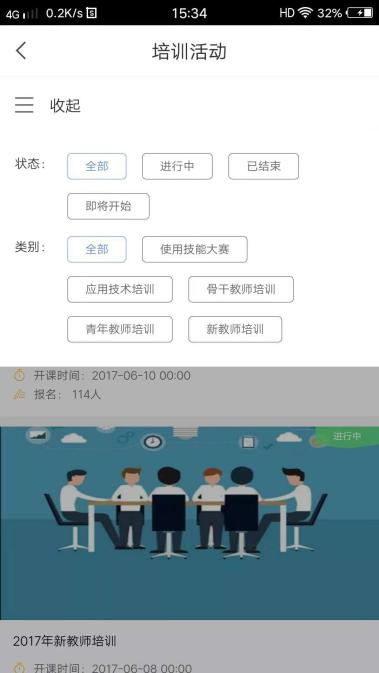 4G 0.2K/s 15:34 HD 32%
培训活动
收起
状态： 全部 进行中 已结束
即将开始
类别： 全部 使用技能大赛
应用技术培训 骨干教师培训
青年教师培训 新教师培训
开课时间：2017-06-10 00:00
报名： 114人
进行中
2017年新教师培训
开课时间：2017-06-08 00:00